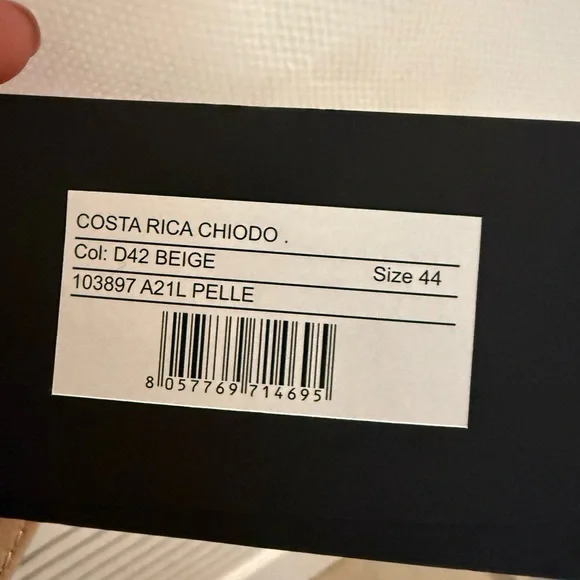 COSTA RICA CHIODO .
Col: D42 BEIGE Size 44
103897 A21L PELLE
8 057769 714695